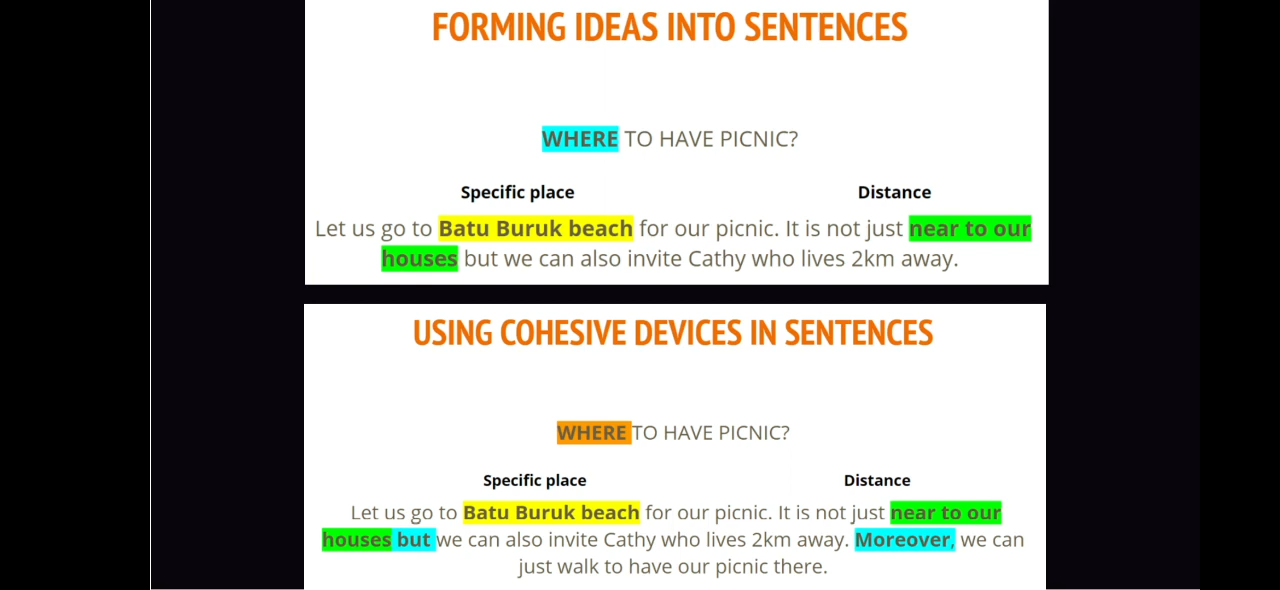 FORMING IDEAS INTO SENTENCES
WHERE TO HAVE PICNIC?
Specific place Distance
Let us go to Batu Buruk beach for our picnic. It is not just near to our
houses but we can also invite Cathy who lives 2km away.
USING COHESIVE DEVICES IN SENTENCES
WHERE TO HAVE PICNIC?
Specific place Distance
Let us go to Batu Buruk beach for our picnic. It is not just near to our
houses but we can also invite Cathy who lives 2km away. Moreover, we can
just walk to have our picnic there.